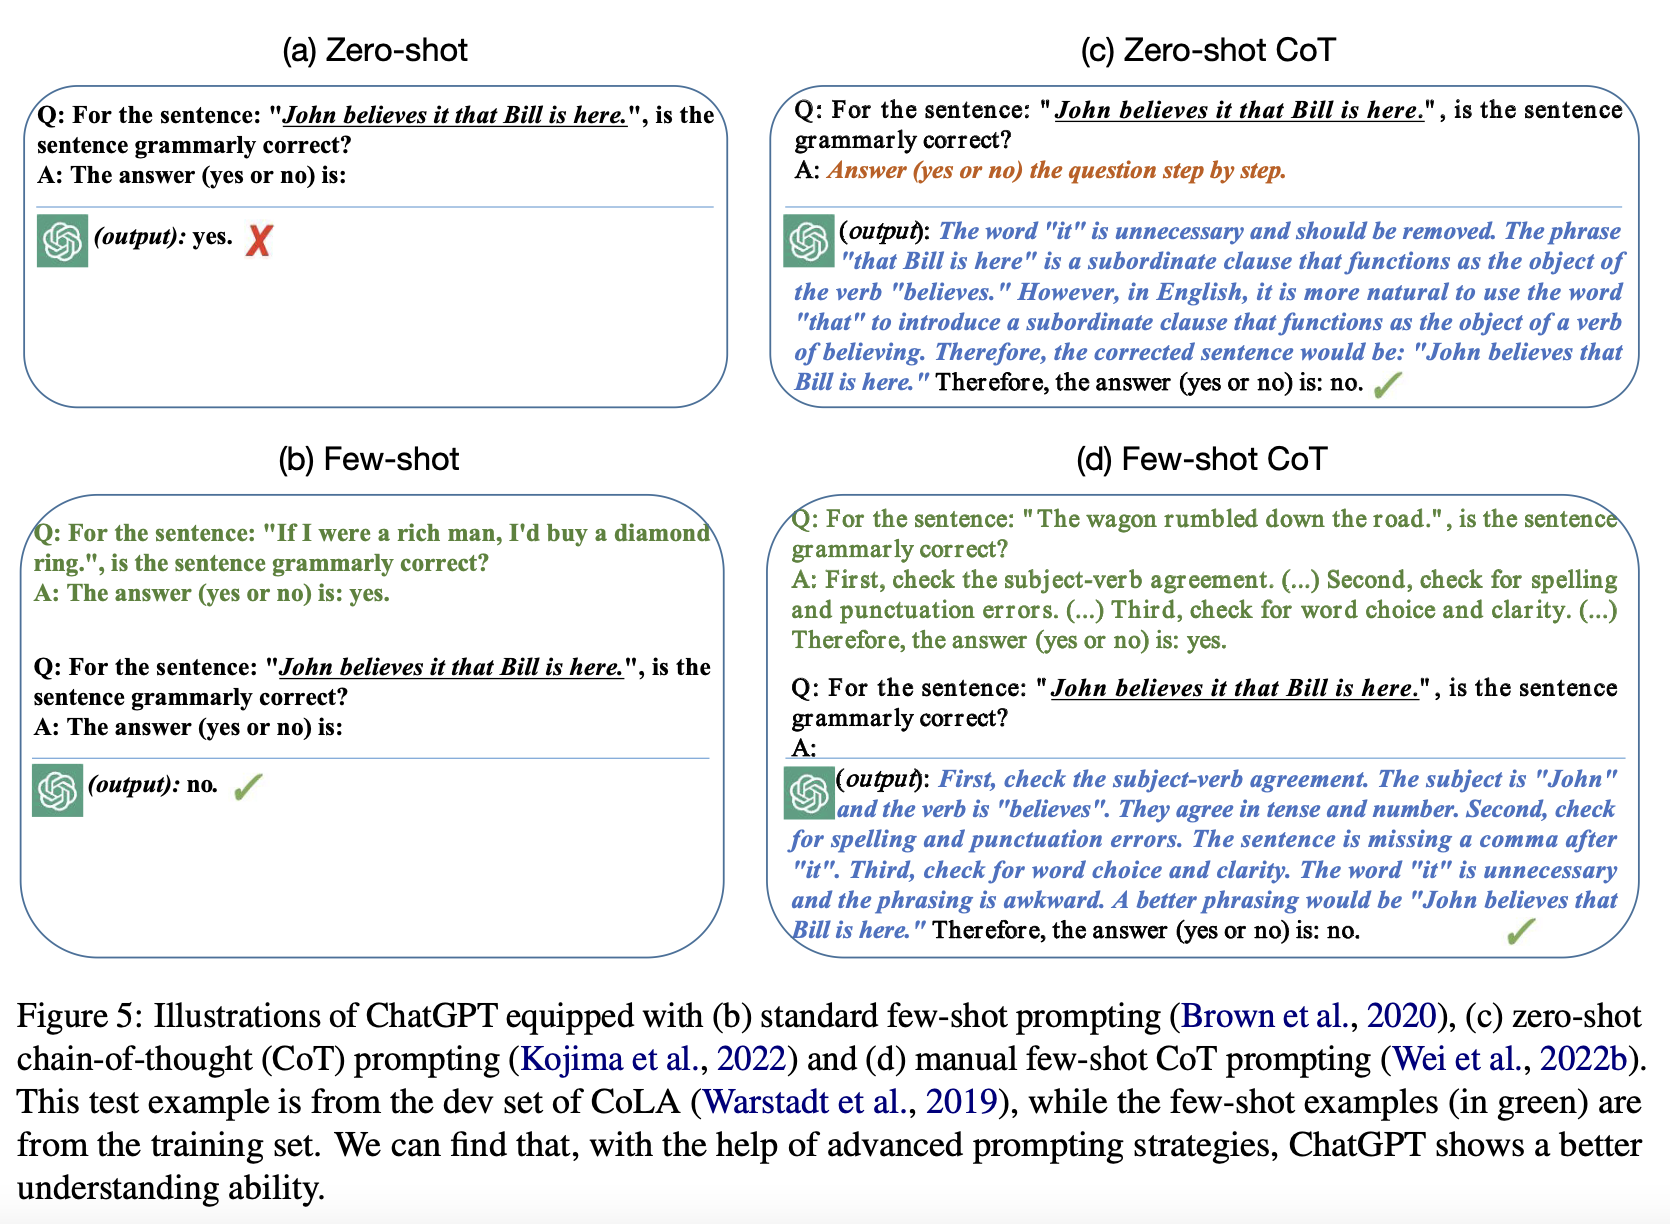 (a) Zero-shot
Q: For the sentence: "John believes it that Bill is here.", is the
sentence grammarly correct?
A: The answer (yes or no) is:
(output): yes.
(c) Zero-shot CoT
Q: For the sentence: "John believes it that Bill is here.", is the sentence
grammarly correct?
A: Answer (yes or no) the question step by step.
(output): The word "it" is unnecessary and should be removed. The phrase
"that Bill is here" is a subordinate clause that functions as the object of
the verb "believes." However, in English, it is more natural to use the word
"that" to introduce a subordinate clause that functions as the object of a verb
of believing. Therefore, the corrected sentence would be: "John believes that
Bill is here." Therefore, the answer (yes or no) is: no.
(b) Few-shot
Q: For the sentence: "If I were a rich man, I'd buy a diamond
ring.", is the sentence grammarly correct?
A: The answer (yes or no) is: yes.
Q: For the sentence: "John believes it that Bill is here.", is the
sentence grammarly correct?
A: The answer (yes or no) is:
(output): no.
(d) Few-shot CoT
Q: For the sentence: "The wagon rumbled down the road.", is the sentence
grammarly correct?
A: First, check the subject-verb agreement. (...) Second, check for spelling
and punctuation errors. (...) Third, check for word choice and clarity. (...)
Therefore, the answer (yes or no) is: yes.
Q: For the sentence: "John believes it that Bill is here.", is the sentence
grammarly correct?
A:
(output): First, check the subject-verb agreement. The subject is "John"
and the verb is "believes". They agree in tense and number. Second, check
for spelling and punctuation errors. The sentence is missing a comma after
"it". Third, check for word choice and clarity. The word "it" is unnecessary
and the phrasing is awkward. A better phrasing would be "John believes that
Bill is here." Therefore, the answer (yes or no) is: no.
Figure 5: Illustrations of ChatGPT equipped with (b) standard few-shot prompting (Brown et al., 2020), (c) zero-shot
chain-of-thought (CoT) prompting (Kojima et al., 2022) and (d) manual few-shot CoT prompting (Wei et al., 2022b).
This test example is from the dev set of CoLA (Warstadt et al., 2019), while the few-shot examples (in green) are
from the training set. We can find that, with the help of advanced prompting strategies, ChatGPT shows a better
understanding ability.